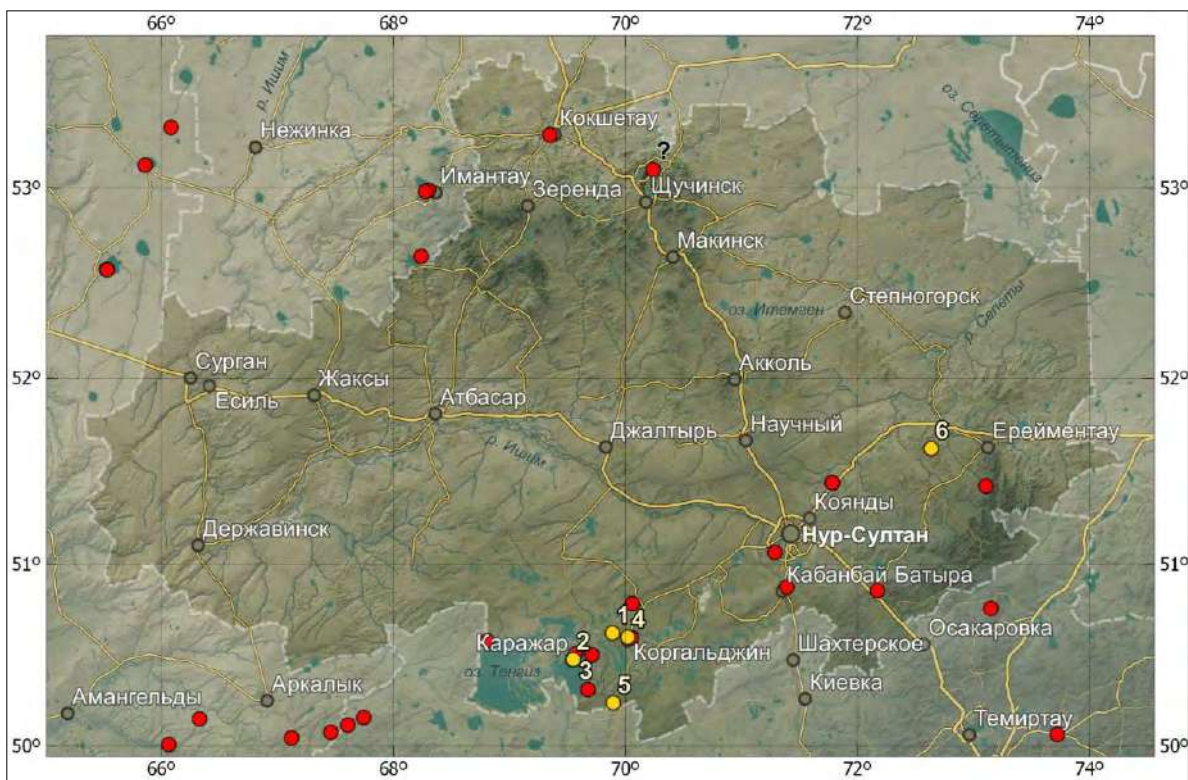 66° 68° 70° 72° 74°
р. Ишим
Нежинка
Кокшетау
?
оз. Селетытениз
53° 53°
Имантау
Зеренда
Щучинск
Макинск
Степногорск
оз. Итемген
р. Селеты
Сурган
52° 52°
Есиль
Жаксы
Атбасар
Акколь
р. Ишим
Джалтырь
Научный
6
Ерейментау
Коянды
Нур-Султан
Державинск
51° 51°
Кабанбай Батыра
1 4
Осакаровка
Каражар 2
Коргальджин
Шахтерское
оз. Тенгиз
3
5
Киевка
Амангельды
Аркалык
Темиртау
50° 50°
66° 68° 70° 72° 74°